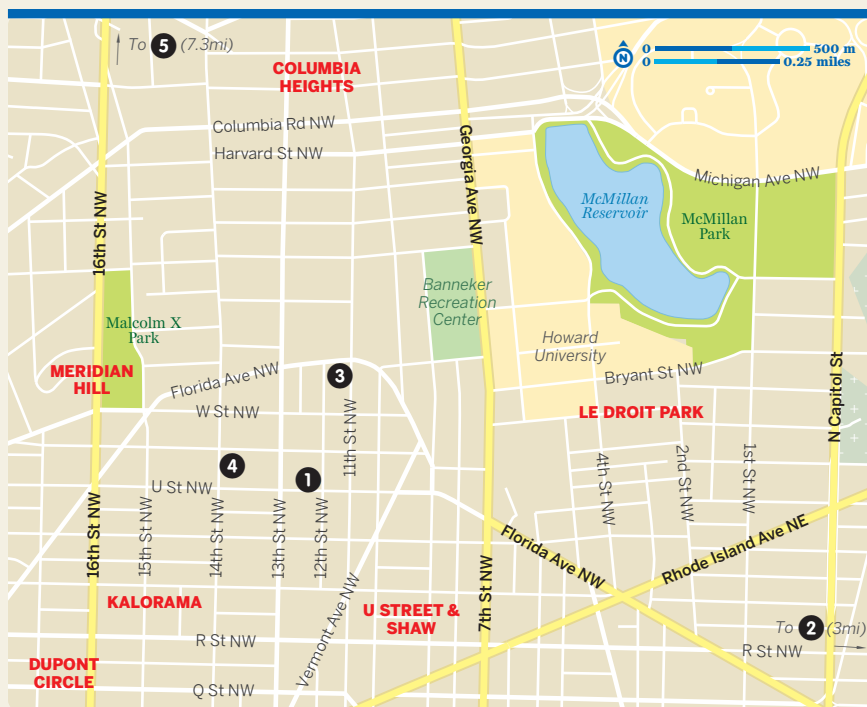 To 5 (7.3mi)
COLUMBIA
HEIGHTS
N
0 500 m
0 0.25 miles
Columbia Rd NW
Harvard St NW
Georgia Ave NW
Michigan Ave NW
McMillan
Reservoir
McMillan
Park
16th St NW
Banneker
Recreation
Center
Malcolm X
Park
Howard
University
MERIDIAN
HILL
Florida Ave NW
3
Bryant St NW
N Capitol St
W St NW
LE DROIT PARK
11th St NW
4
1
U St NW
4th St NW
2nd St NW
1st St NW
16th St NW
15th St NW
14th St NW
13th St NW
12th St NW
Florida Ave NW
Rhode Island Ave NE
KALORAMA
U STREET &
SHAW
7th St NW
Vermont Ave NW
To 2 (3mi)
R St NW
R St NW
DUPONT
CIRCLE
Q St NW